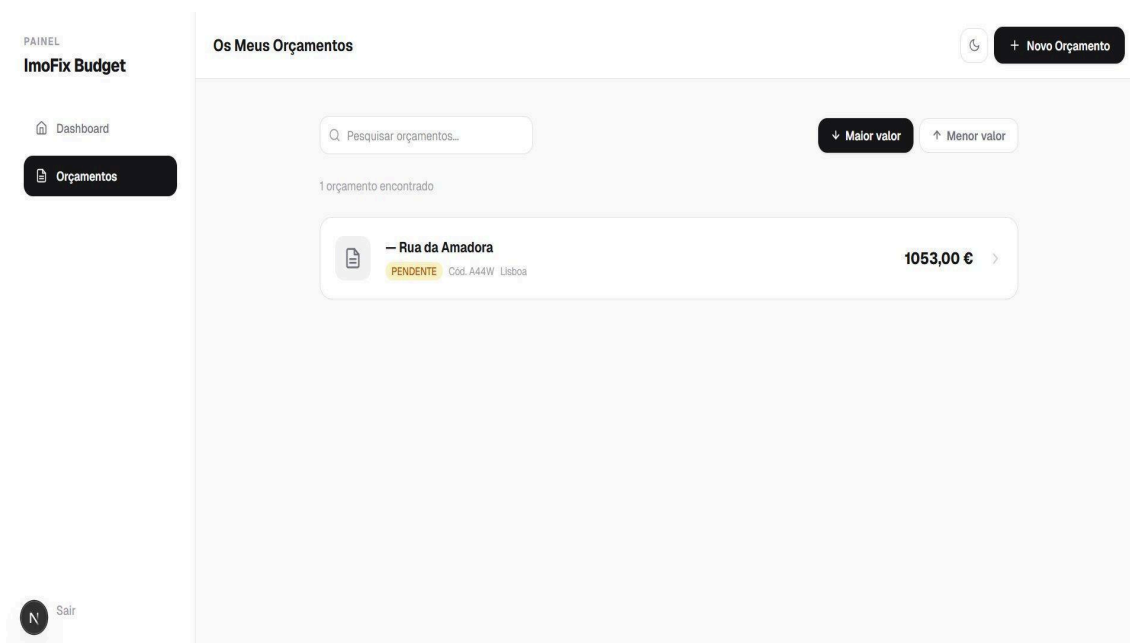 PAINEL
ImoFix Budget
Dashboard
Orçamentos
Sair
N
Os Meus Orçamentos
+ Novo Orçamento
Pesquisar orçamentos...
↓ Maior valor
↑ Menor valor
1 orçamento encontrado
— Rua da Amadora
PENDENTE Cód. A44W Lisboa
1053,00 €